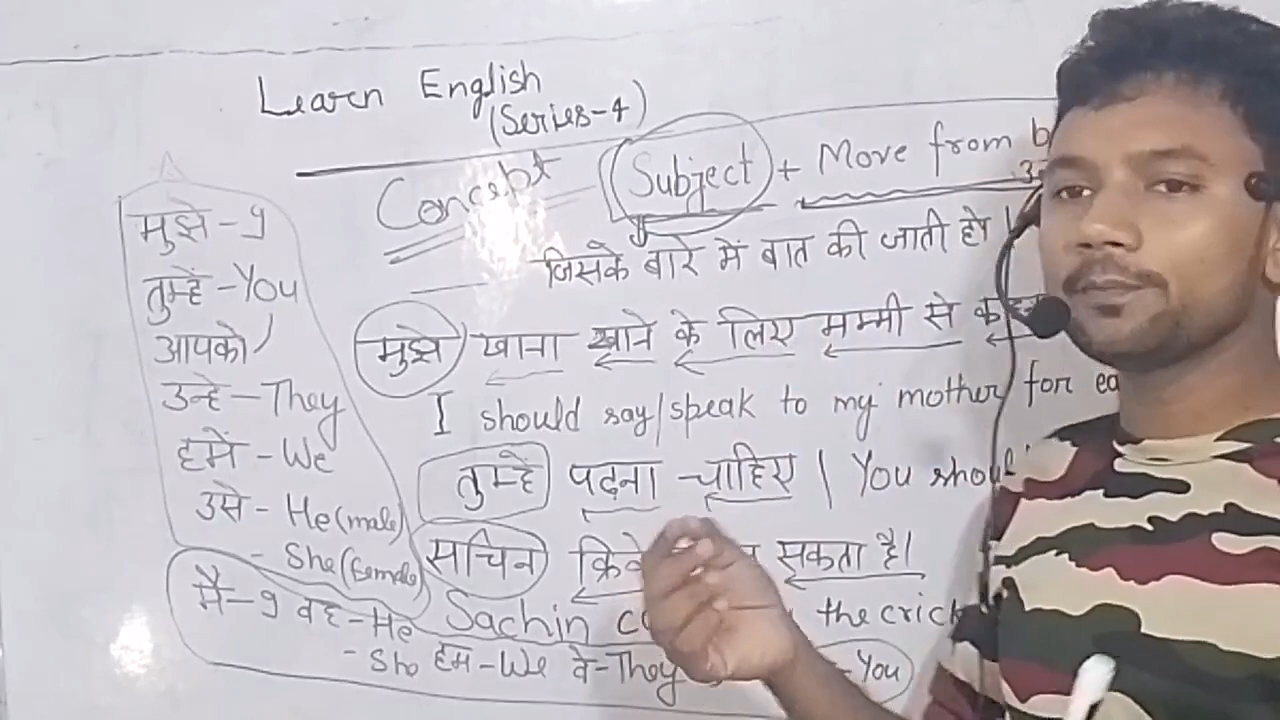 Learn English
(Series-4)
Concept Subject + Move from
जिसके बारे में बात की जाती हो।
मुझे - I
तुम्हें - You
आपको
उन्हे - They
हमें - We
उसे - He (male)
- She (female)
मुझे खाना खाने के लिए मम्मी से
I should say/speak to my mother for
तुम्हें पढ़ना चाहिए | You
सचिन सकता है।
Sachin the
मैं - I वह - He
- She हम - We वे - They - You